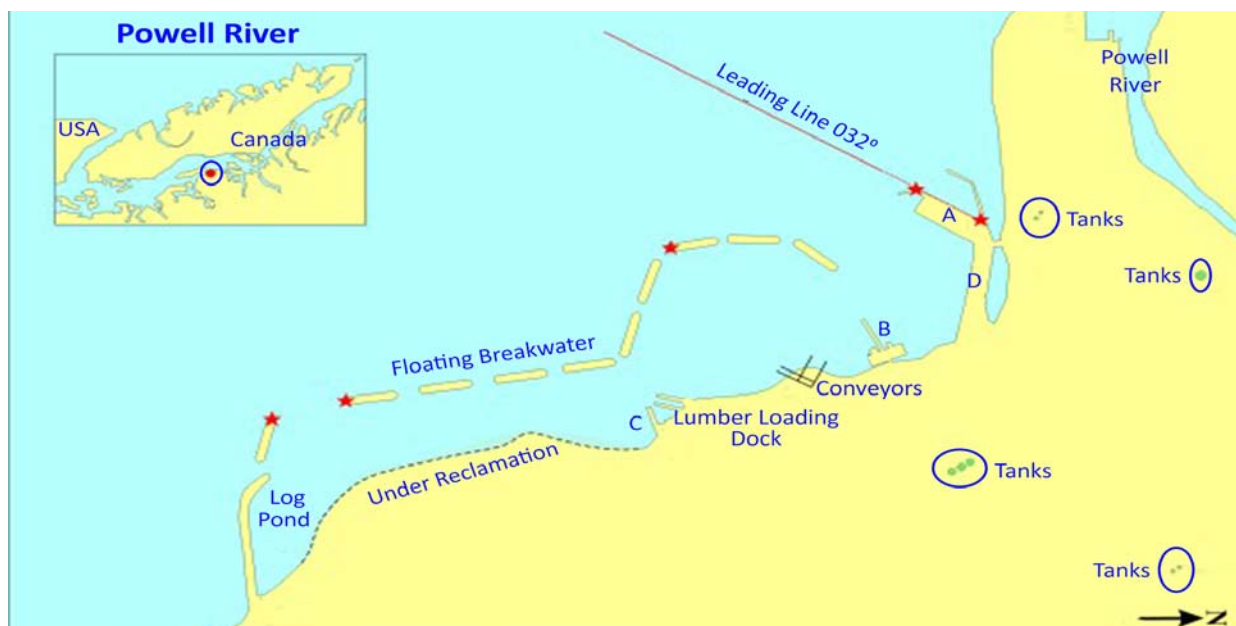 Powell River
USA
Canada
Leading Line 032º
Powell
River
A
Tanks
Tanks
D
B
Floating Breakwater
Conveyors
C
Lumber Loading
Dock
Under Reclamation
Tanks
Log
Pond
Tanks
N